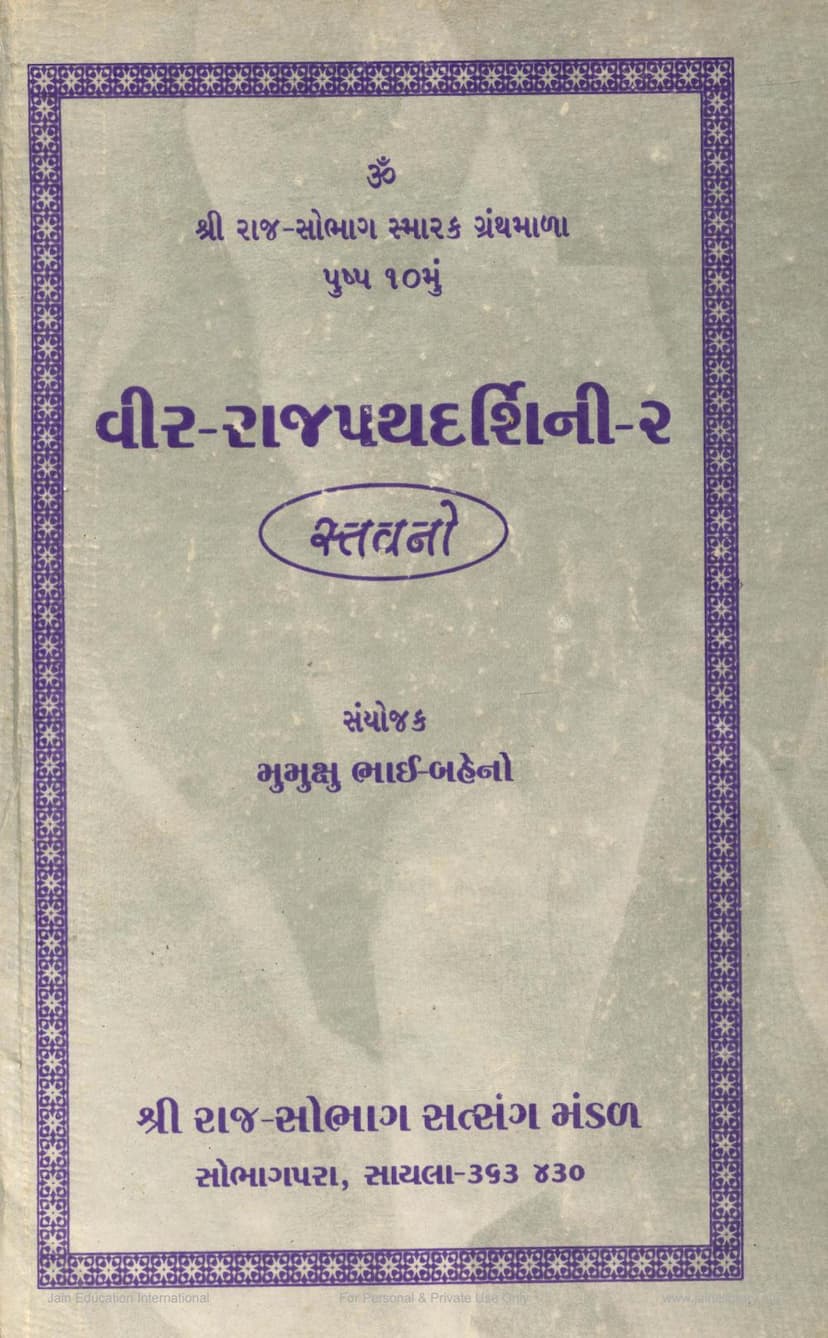 ૐ
શ્રી રાજ-સોભાગ સ્મારક ગ્રંથમાળા
પુષ્પ ૧૦મું
વીર-રાજપથદર્શિની-૨
સ્તવનો
સંયોજક
મુમુક્ષુ ભાઈ-બહેનો
શ્રી રાજ-સોભાગ સત્સંગ મંડળ
સોભાગપરા, સાયલા-૩૬૩ ૪૩૦
Jain Education International For Personal & Private Use Only